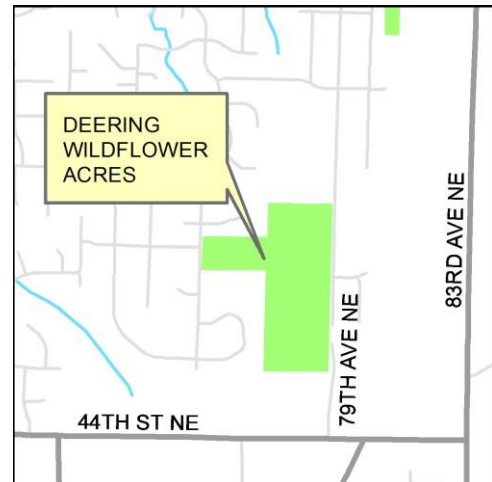 DEERING
WILDFLOWER
ACRES
83RD AVE NE
79TH AVE NE
44TH ST NE